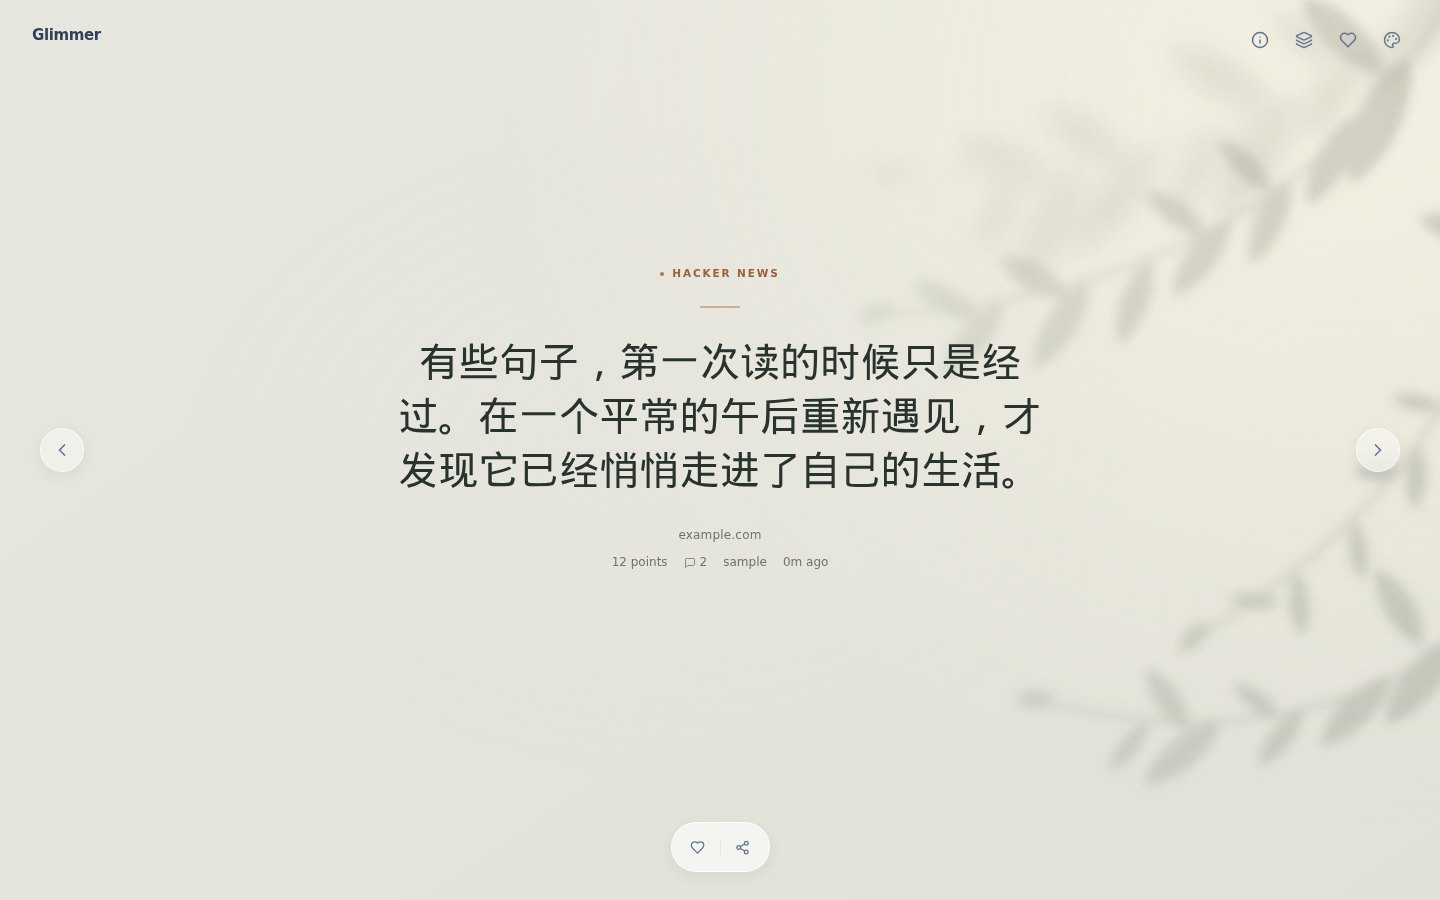 Glimmer
• HACKER NEWS
有些句子，第一次读的时候只是经
过。在一个平常的午后重新遇见，才
发现它已经悄悄走进了自己的生活。
example.com
12 points 2 sample 0m ago